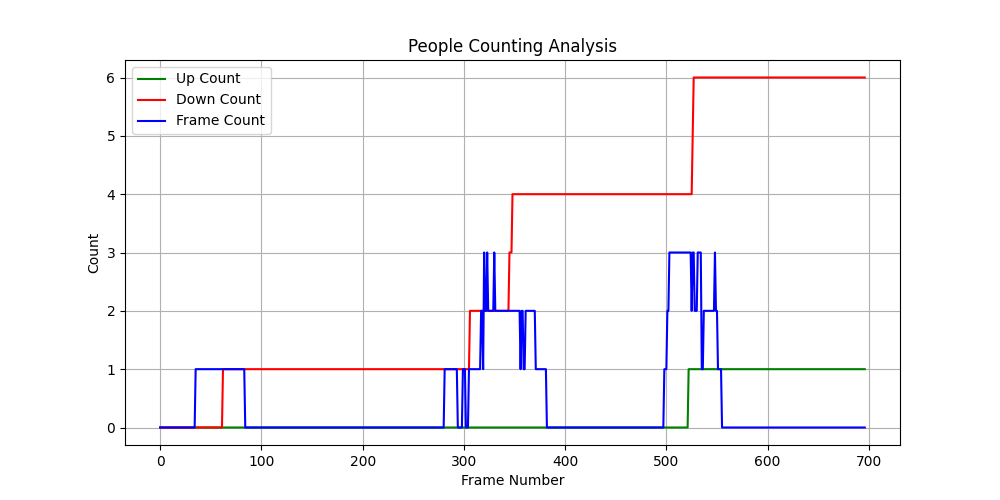 People Counting Analysis
Up Count
Down Count
Frame Count
Count
6
5
4
3
2
1
0
0 100 200 300 400 500 600 700
Frame Number